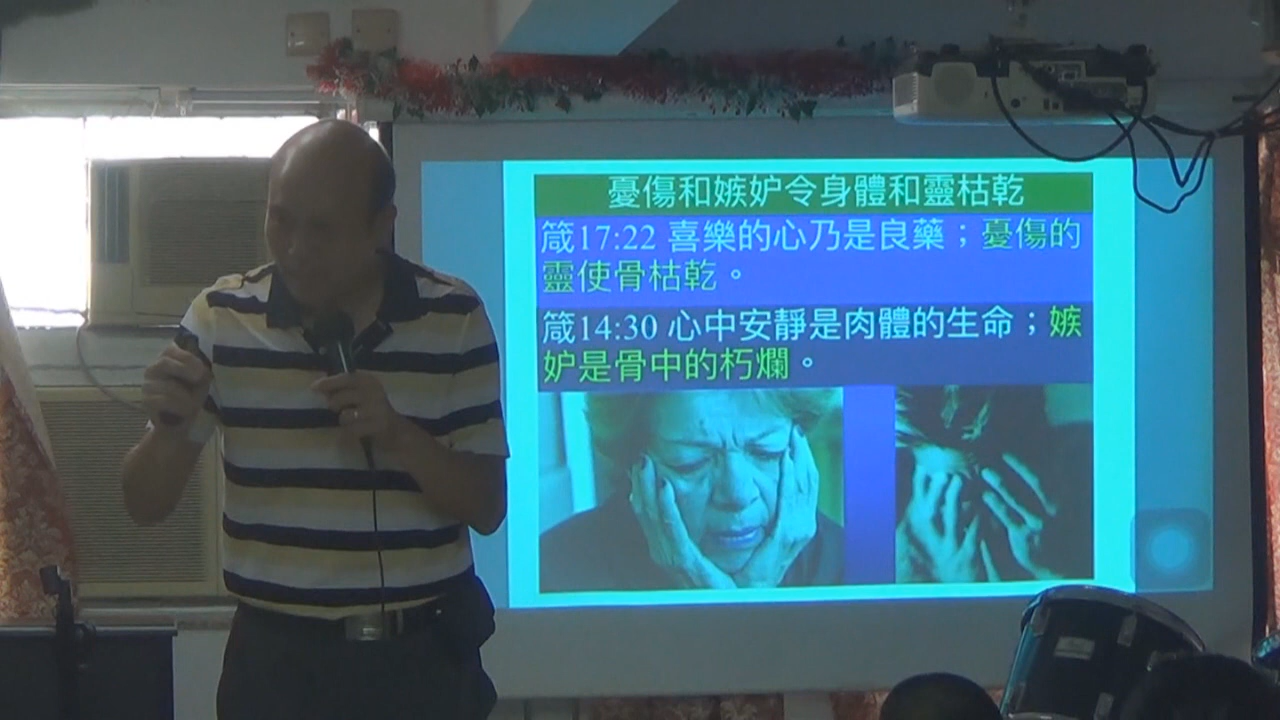 憂傷和嫉妒令身體和靈枯乾
箴17:22 喜樂的心乃是良藥；憂傷的
靈使骨枯乾。
箴14:30 心中安靜是肉體的生命；嫉
妒是骨中的朽爛。